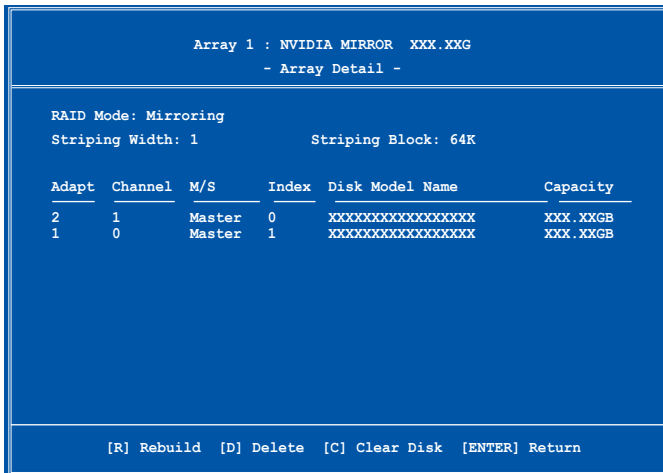 Array 1 : NVIDIA MIRROR XXX.XXG
- Array Detail -
RAID Mode: Mirroring
Striping Width: 1 Striping Block: 64K
Adapt Channel M/S Index Disk Model Name Capacity
2 1 Master 0 XXXXXXXXXXXXXXXXX XXX.XXGB
1 0 Master 1 XXXXXXXXXXXXXXXXX XXX.XXGB
[R] Rebuild [D] Delete [C] Clear Disk [ENTER] Return